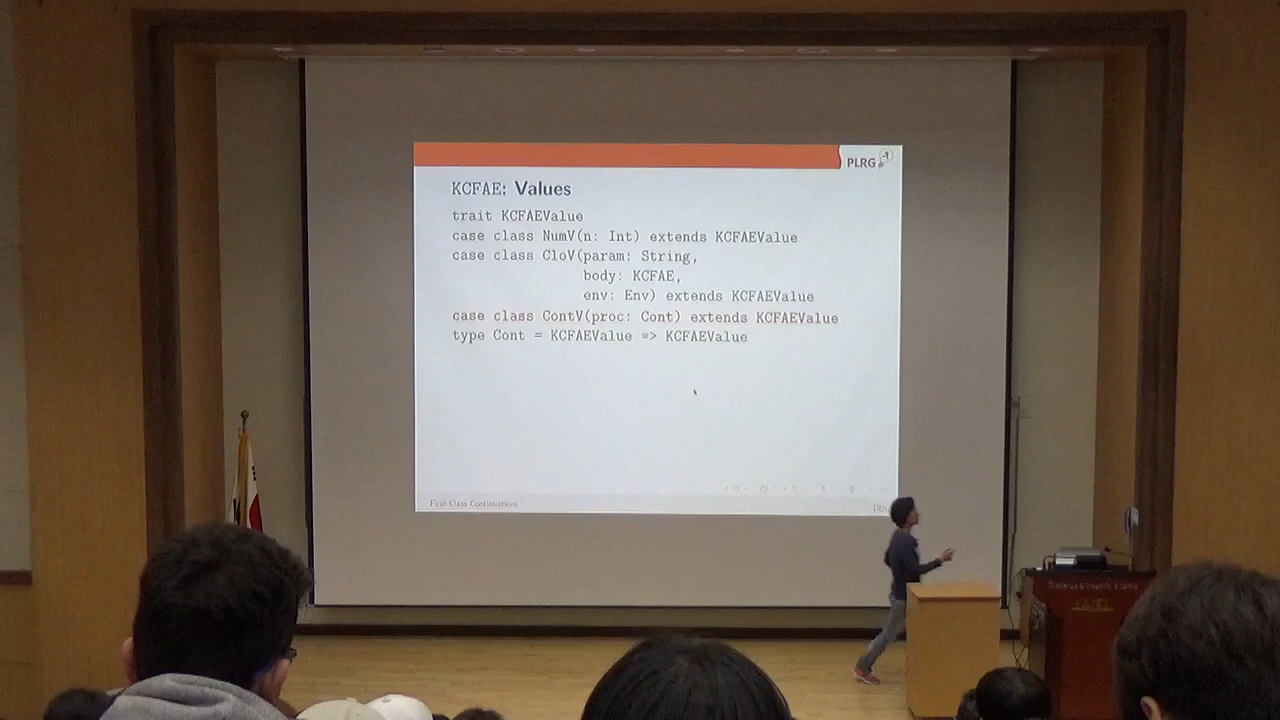 PLRG
KCFAE: Values
trait KCFAEValue
case class NumV(n: Int) extends KCFAEValue
case class CloV(param: String,
body: KCFAE,
env: Env) extends KCFAEValue
case class ContV(proc: Cont) extends KCFAEValue
type Cont = KCFAEValue => KCFAEValue
First-Class Continuations